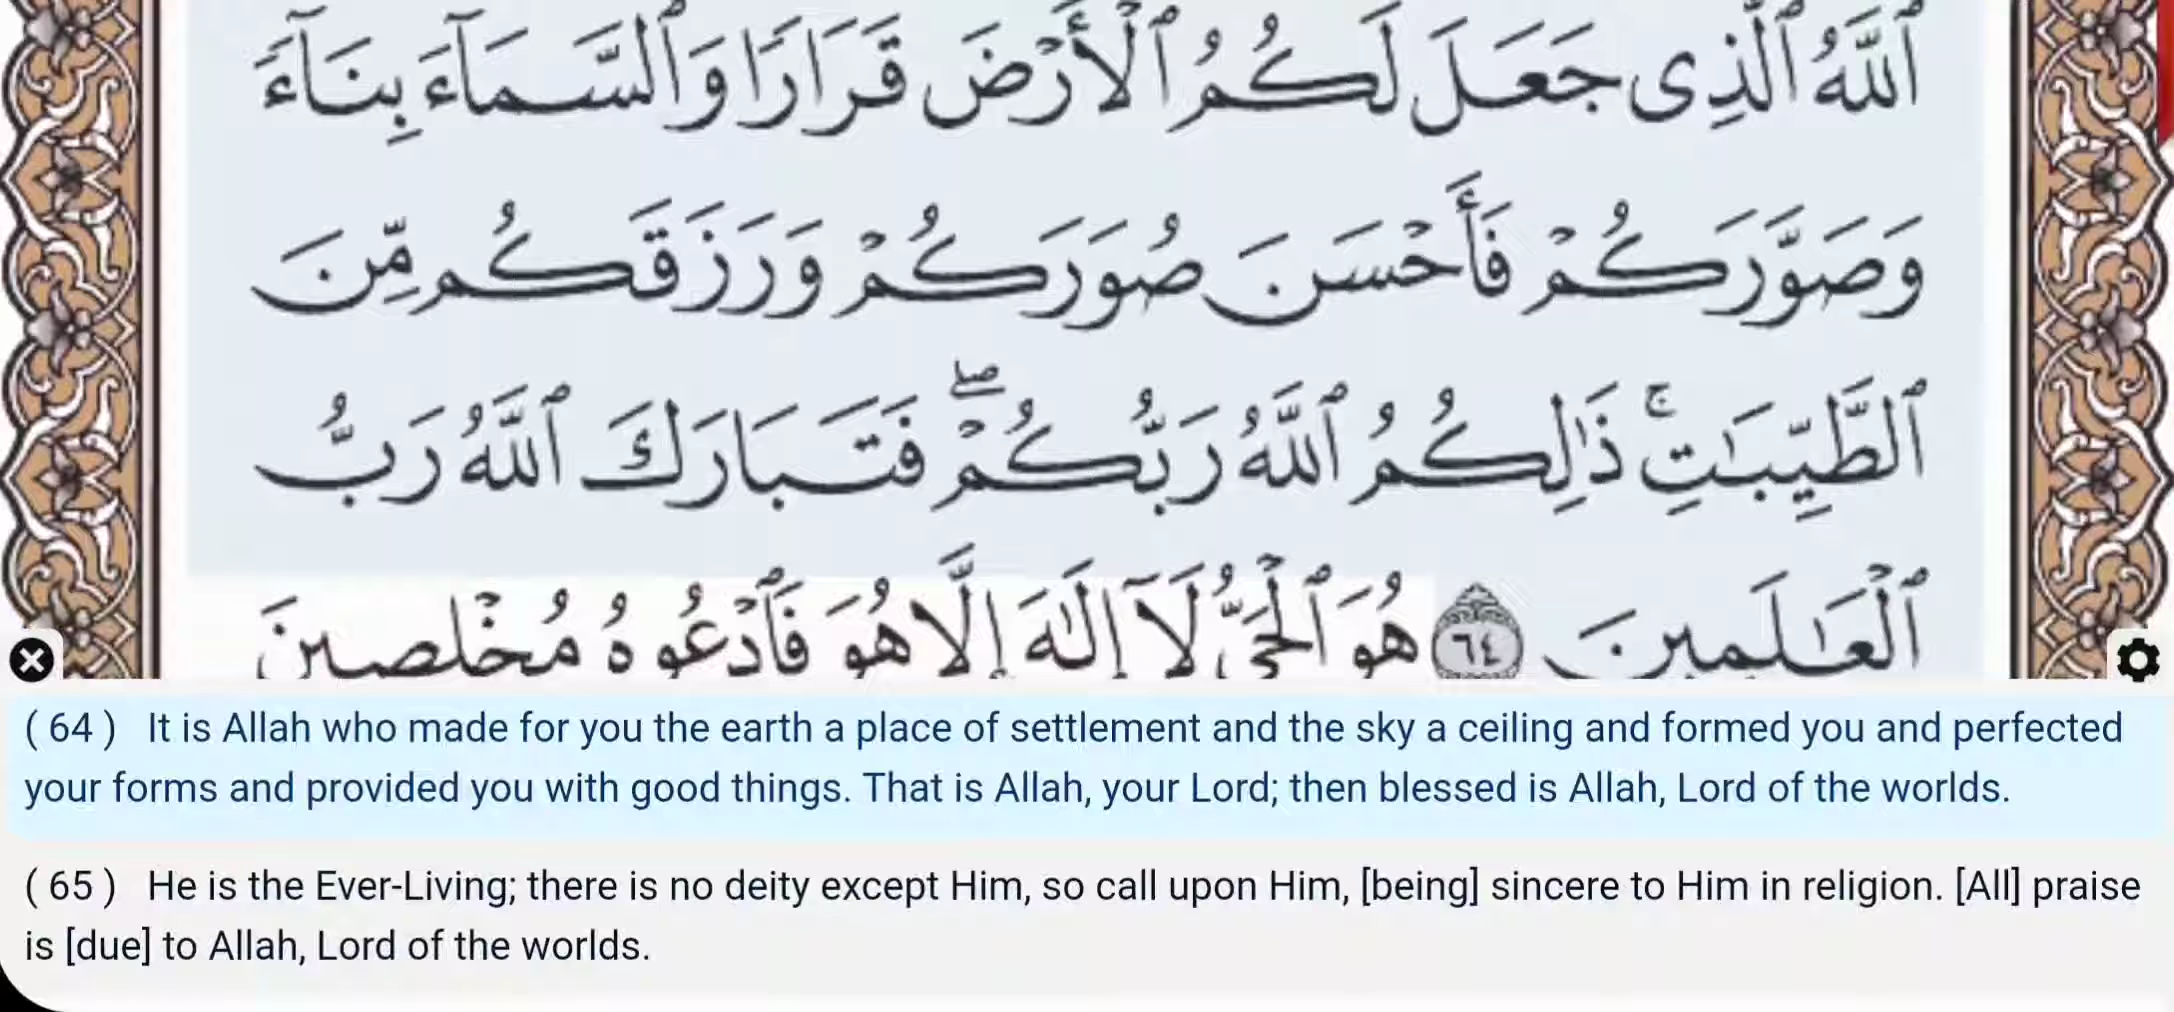 ٱللَّهُ ٱلَّذِى جَعَلَ لَكُمُ ٱلْأَرْضَ قَرَارًا وَٱلسَّمَآءَ بِنَآءً
وَصَوَّرَكُمْ فَأَحْسَنَ صُوَرَكُمْ وَرَزَقَكُم مِّنَ
ٱلطَّيِّبَـٰتِ ۚ ذَٰلِكُمُ ٱللَّهُ رَبُّكُمْ ۖ فَتَبَارَكَ ٱللَّهُ رَبُّ
ٱلْعَـٰلَمِينَ ٦٤ هُوَ ٱلْحَىُّ لَآ إِلَـٰهَ إِلَّا هُوَ فَٱدْعُوهُ مُخْلِصِينَ
( 64 ) It is Allah who made for you the earth a place of settlement and the sky a ceiling and formed you and perfected
your forms and provided you with good things. That is Allah, your Lord; then blessed is Allah, Lord of the worlds.
( 65 ) He is the Ever-Living; there is no deity except Him, so call upon Him, [being] sincere to Him in religion. [All] praise
is [due] to Allah, Lord of the worlds.